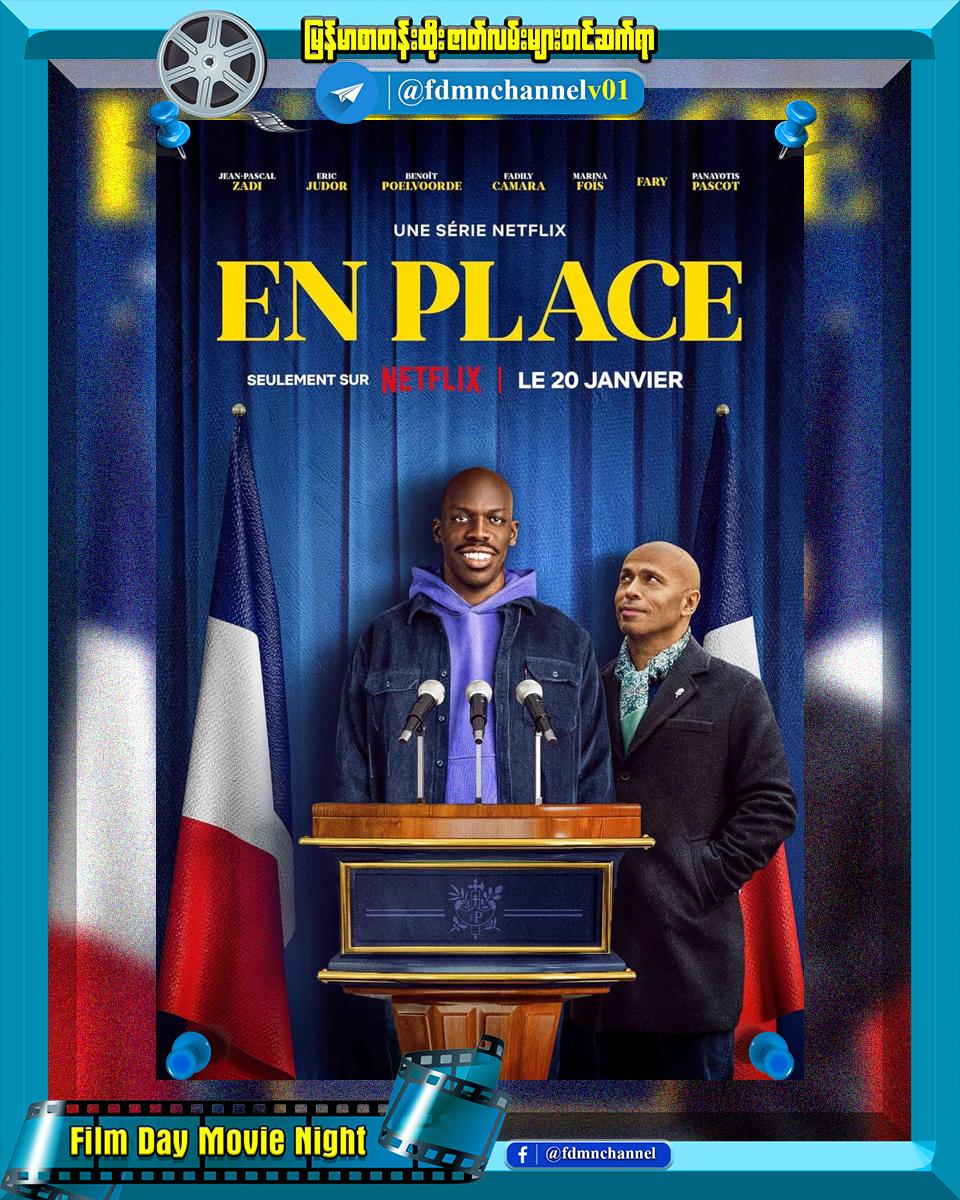 မြန်မာစာတန်းထိုးဇာတ်လမ်းများတင်ဆက်ရာ
@fdmnchannelv01
JEAN-PASCAL ZADI
ERIC JUDOR
BENOÎT POELVOORDE
FADILY CAMARA
MARINA FOÏS
FARY
PANAYOTIS PASCOT
UNE SÉRIE NETFLIX
EN PLACE
SEULEMENT SUR NETFLIX | LE 20 JANVIER
Film Day Movie Night
@fdmnchannel